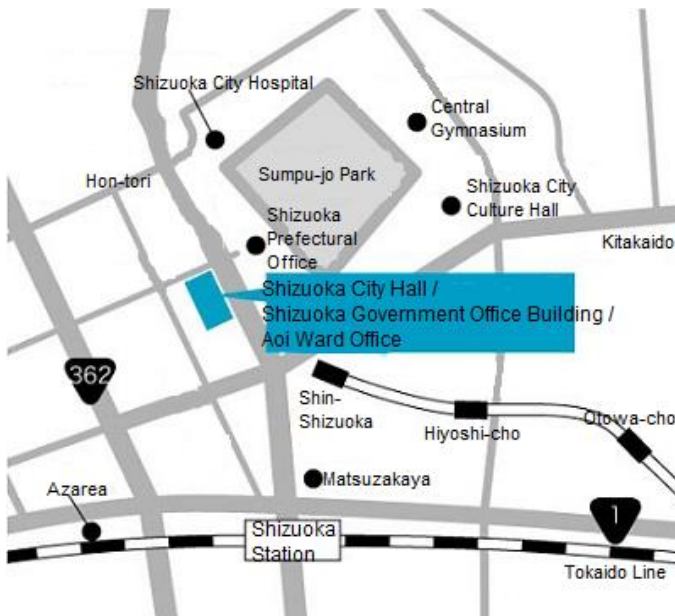 Shizuoka City Hospital
Central
Gymnasium
Hon-tori
Sumpu-jo Park
Shizuoka City
Culture Hall
Shizuoka
Prefectural
Office
Kitakaido
Shizuoka City Hall /
Shizuoka Government Office Building /
Aoi Ward Office
362
Shin-
Shizuoka
Hiyoshi-cho
Otowa-cho
Matsuzakaya
Azarea
1
Shizuoka
Station
Tokaido Line